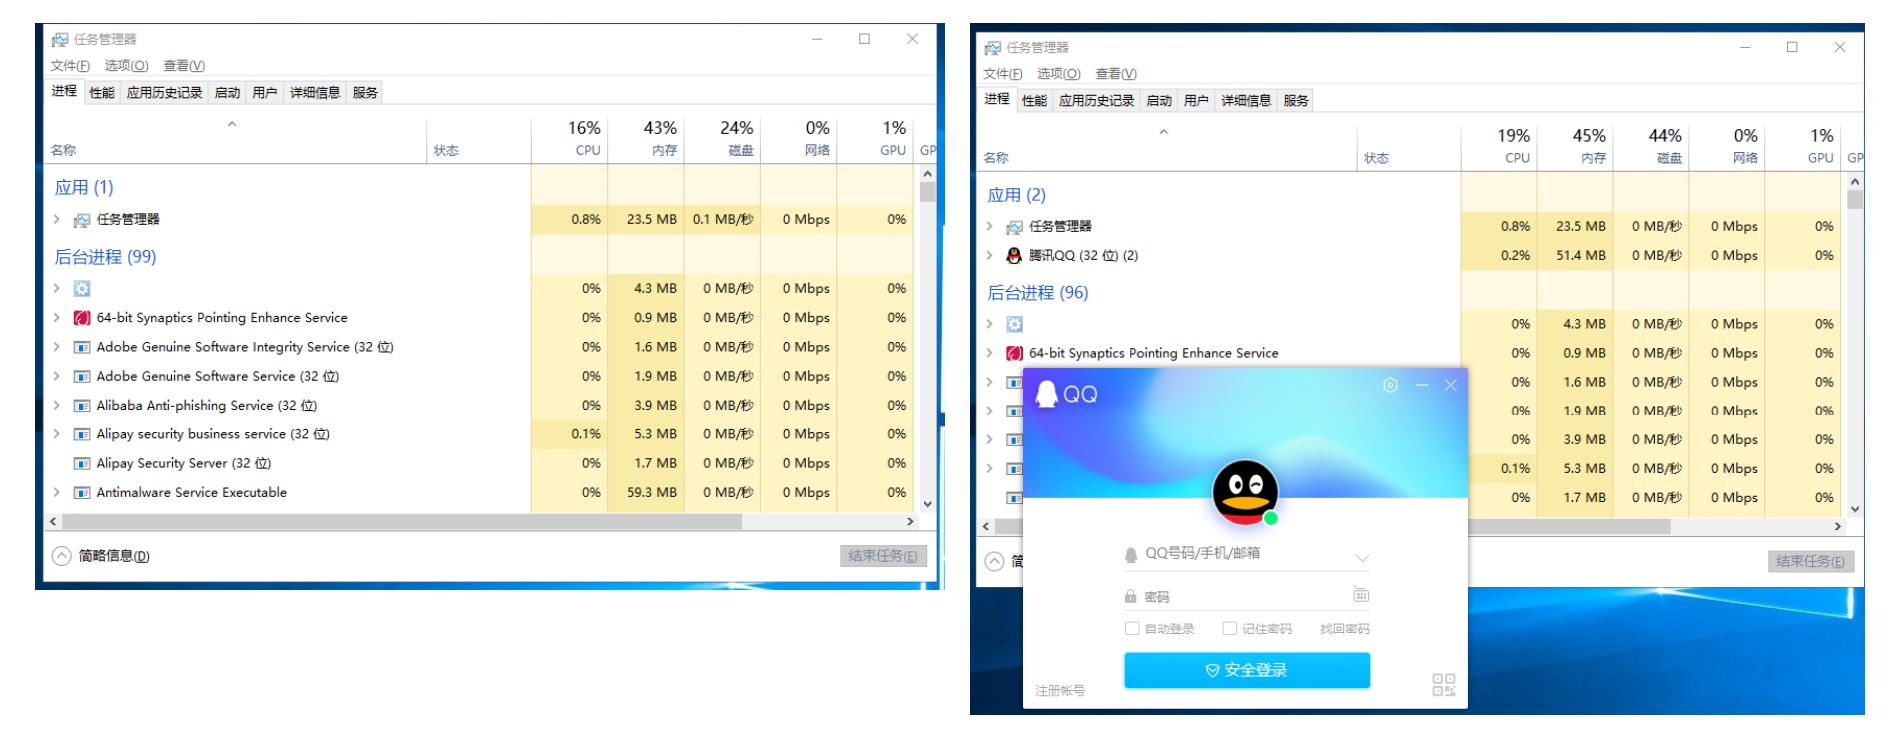 任务管理器
文件(F) 选项(O) 查看(V)
进程 性能 应用历史记录 启动 用户 详细信息 服务
16% 43% 24% 0% 1%
名称 状态 CPU 内存 磁盘 网络 GPU GP
应用 (1)
任务管理器 0.8% 23.5 MB 0.1 MB/秒 0 Mbps 0%
后台进程 (99)
0% 4.3 MB 0 MB/秒 0 Mbps 0%
64-bit Synaptics Pointing Enhance Service 0% 0.9 MB 0 MB/秒 0 Mbps 0%
Adobe Genuine Software Integrity Service (32 位) 0% 1.6 MB 0 MB/秒 0 Mbps 0%
Adobe Genuine Software Service (32 位) 0% 1.9 MB 0 MB/秒 0 Mbps 0%
Alibaba Anti-phishing Service (32 位) 0% 3.9 MB 0 MB/秒 0 Mbps 0%
Alipay security business service (32 位) 0.1% 5.3 MB 0 MB/秒 0 Mbps 0%
Alipay Security Server (32 位) 0% 1.7 MB 0 MB/秒 0 Mbps 0%
Antimalware Service Executable 0% 59.3 MB 0 MB/秒 0 Mbps 0%
简略信息(D) 结束任务(E)
任务管理器
文件(F) 选项(O) 查看(V)
进程 性能 应用历史记录 启动 用户 详细信息 服务
19% 45% 44% 0% 1%
名称 状态 CPU 内存 磁盘 网络 GPU GP
应用 (2)
任务管理器 0.8% 23.5 MB 0 MB/秒 0 Mbps 0%
腾讯QQ (32 位) (2) 0.2% 51.4 MB 0 MB/秒 0 Mbps 0%
后台进程 (96)
0% 4.3 MB 0 MB/秒 0 Mbps 0%
64-bit Synaptics Pointing Enhance Service 0% 0.9 MB 0 MB/秒 0 Mbps 0%
0% 1.6 MB 0 MB/秒 0 Mbps 0%
0% 1.9 MB 0 MB/秒 0 Mbps 0%
0% 3.9 MB 0 MB/秒 0 Mbps 0%
0.1% 5.3 MB 0 MB/秒 0 Mbps 0%
0% 1.7 MB 0 MB/秒 0 Mbps 0%
简 结束任务(E)
QQ
QQ号码/手机/邮箱
密码
自动登录 记住密码 找回密码
安全登录
注册帐号